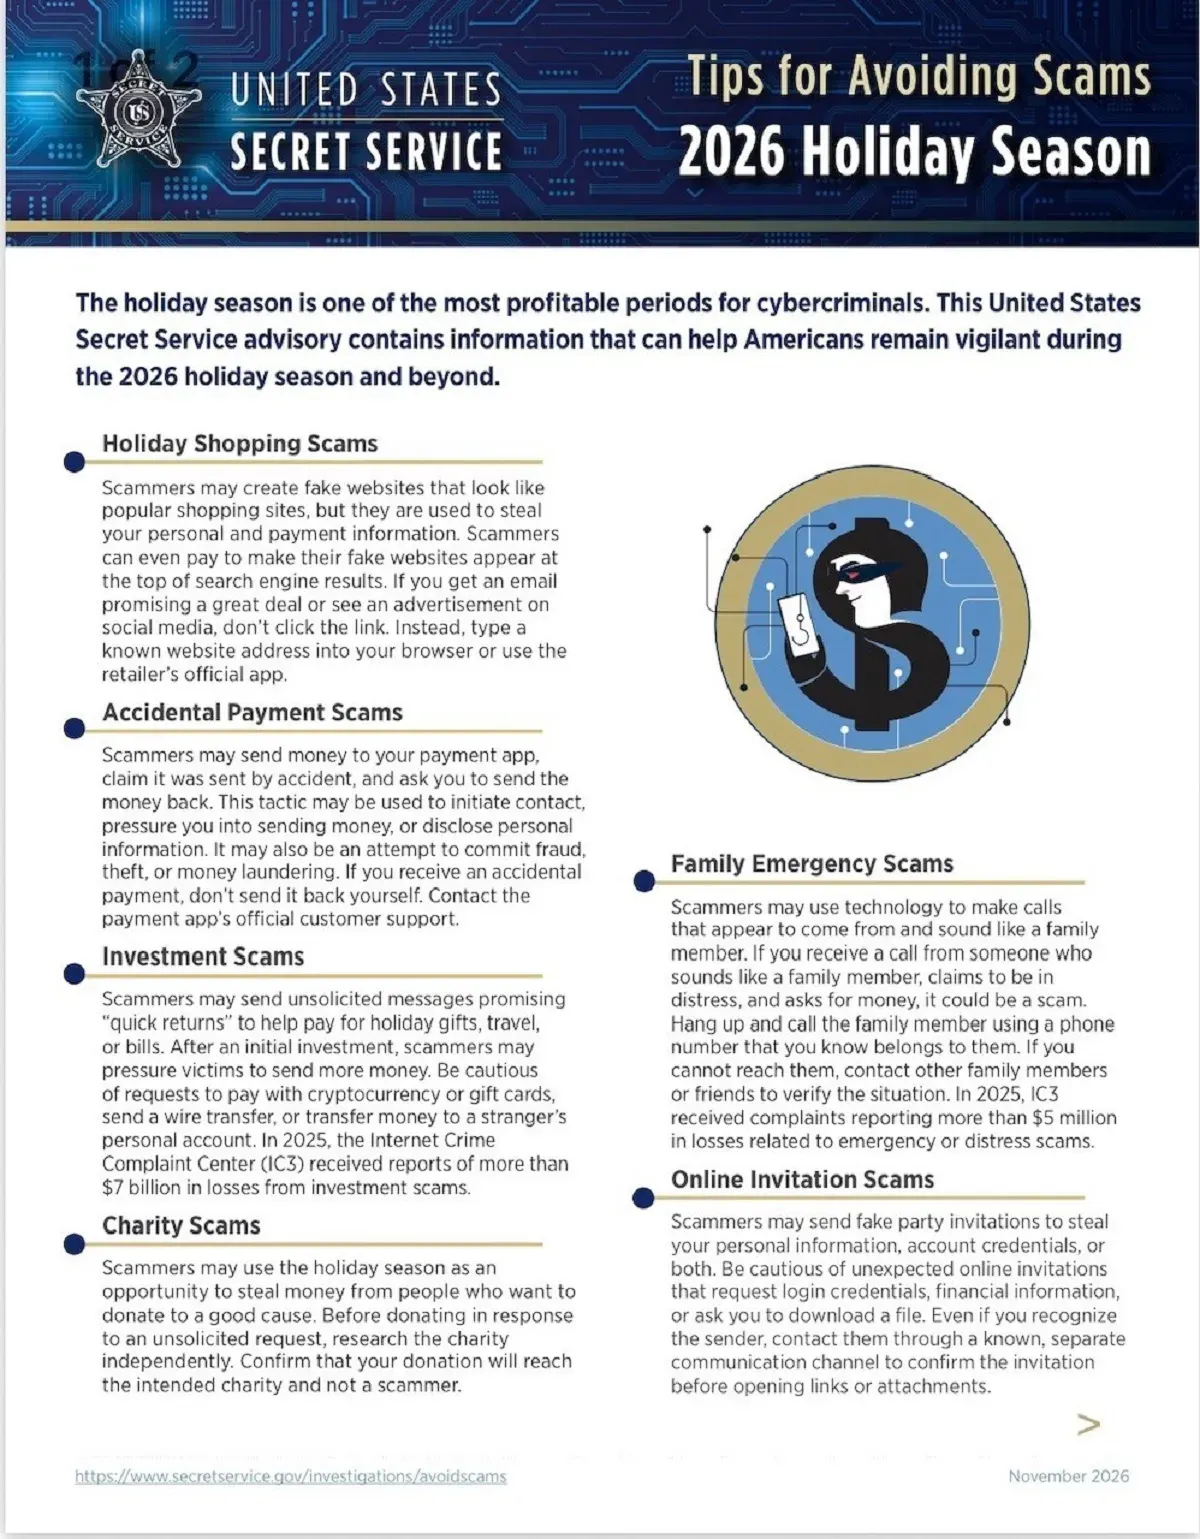 1 of 2
UNITED STATES
SECRET SERVICE
SECRET
USSS
SERVICE
Tips for Avoiding Scams
2026 Holiday Season
The holiday season is one of the most profitable periods for cybercriminals. This United States
Secret Service advisory contains information that can help Americans remain vigilant during
the 2026 holiday season and beyond.
Holiday Shopping Scams
Scammers may create fake websites that look like
popular shopping sites, but they are used to steal
your personal and payment information. Scammers
can even pay to make their fake websites appear at
the top of search engine results. If you get an email
promising a great deal or see an advertisement on
social media, don't click the link. Instead, type a
known website address into your browser or use the
retailer's official app.
Accidental Payment Scams
Scammers may send money to your payment app,
claim it was sent by accident, and ask you to send the
money back. This tactic may be used to initiate contact,
pressure you into sending money, or disclose personal
information. It may also be an attempt to commit fraud,
theft, or money laundering. If you receive an accidental
payment, don't send it back yourself. Contact the
payment app's official customer support.
Investment Scams
Scammers may send unsolicited messages promising
“quick returns” to help pay for holiday gifts, travel,
or bills. After an initial investment, scammers may
pressure victims to send more money. Be cautious
of requests to pay with cryptocurrency or gift cards,
send a wire transfer, or transfer money to a stranger's
personal account. In 2025, the Internet Crime
Complaint Center (IC3) received reports of more than
$7 billion in losses from investment scams.
Charity Scams
Scammers may use the holiday season as an
opportunity to steal money from people who want to
donate to a good cause. Before donating in response
to an unsolicited request, research the charity
independently. Confirm that your donation will reach
the intended charity and not a scammer.
Family Emergency Scams
Scammers may use technology to make calls
that appear to come from and sound like a family
member. If you receive a call from someone who
sounds like a family member, claims to be in
distress, and asks for money, it could be a scam.
Hang up and call the family member using a phone
number that you know belongs to them. If you
cannot reach them, contact other family members
or friends to verify the situation. In 2025, IC3
received complaints reporting more than $5 million
in losses related to emergency or distress scams.
Online Invitation Scams
Scammers may send fake party invitations to steal
your personal information, account credentials, or
both. Be cautious of unexpected online invitations
that request login credentials, financial information,
or ask you to download a file. Even if you recognize
the sender, contact them through a known, separate
communication channel to confirm the invitation
before opening links or attachments.
>
https://www.secretservice.gov/investigations/avoidscams
November 2026